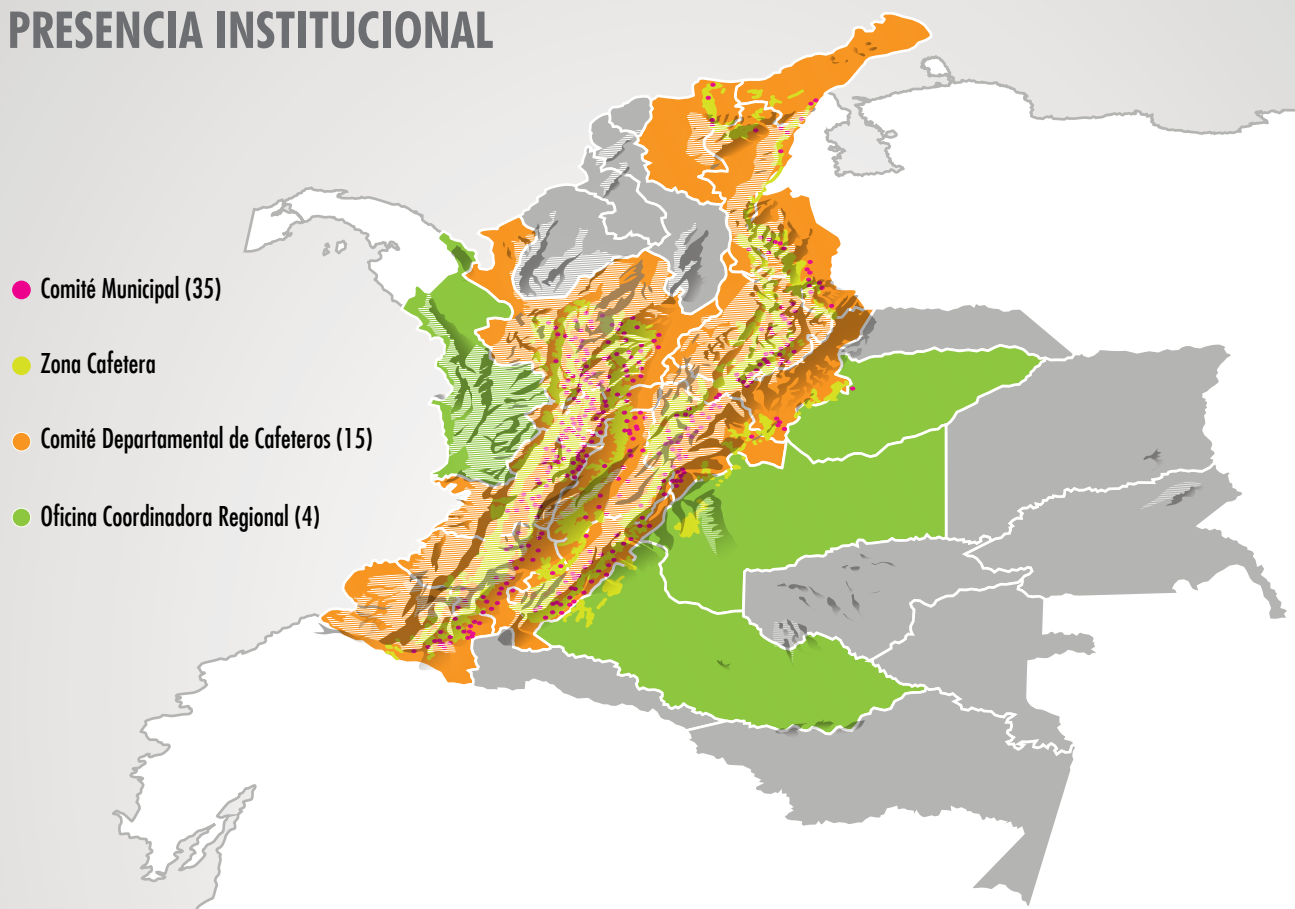 PRESENCIA INSTITUCIONAL
Comité Municipal (35)
Zona Cafetera
Comité Departamental de Cafeteros (15)
Oficina Coordinadora Regional (4)